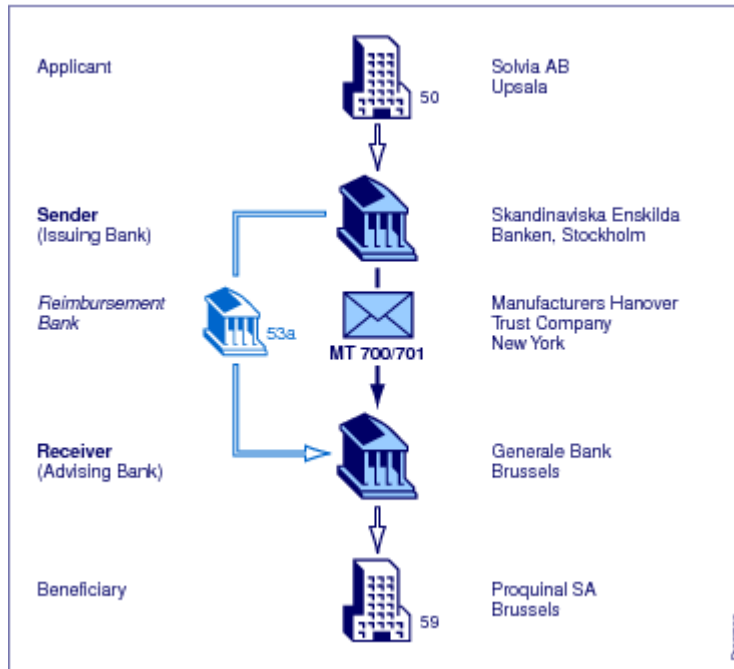 Applicant
50
Solvia AB
Upsala
Sender
(Issuing Bank)
Skandinaviska Enskilda
Banken, Stockholm
Reimbursement
Bank
53a
MT 700/701
Manufacturers Hanover
Trust Company
New York
Receiver
(Advising Bank)
Generale Bank
Brussels
Beneficiary
59
Proquinal SA
Brussels